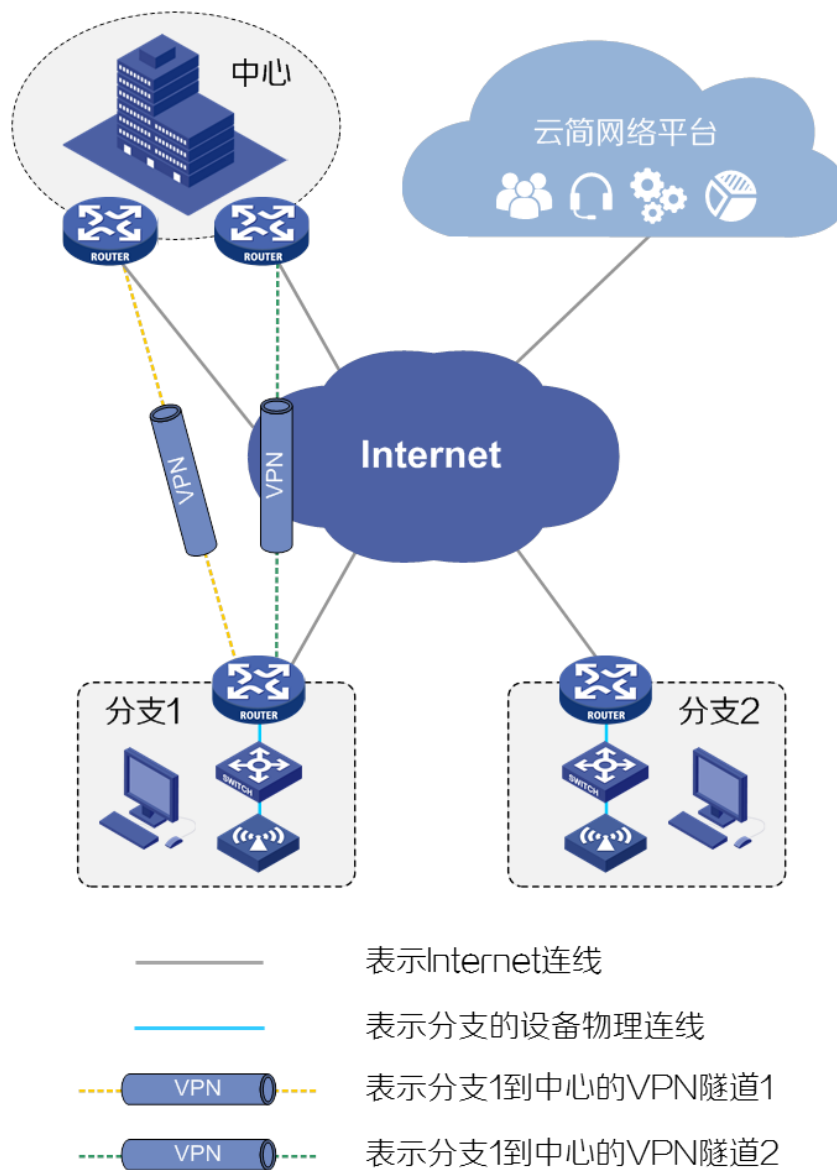 中心
云简网络平台
ROUTER
ROUTER
Internet
VPN
VPN
ROUTER
分支1
SWITCH
ROUTER
分支2
SWITCH
表示Internet连线
表示分支的设备物理连线
VPN
表示分支1到中心的VPN隧道1
VPN
表示分支1到中心的VPN隧道2